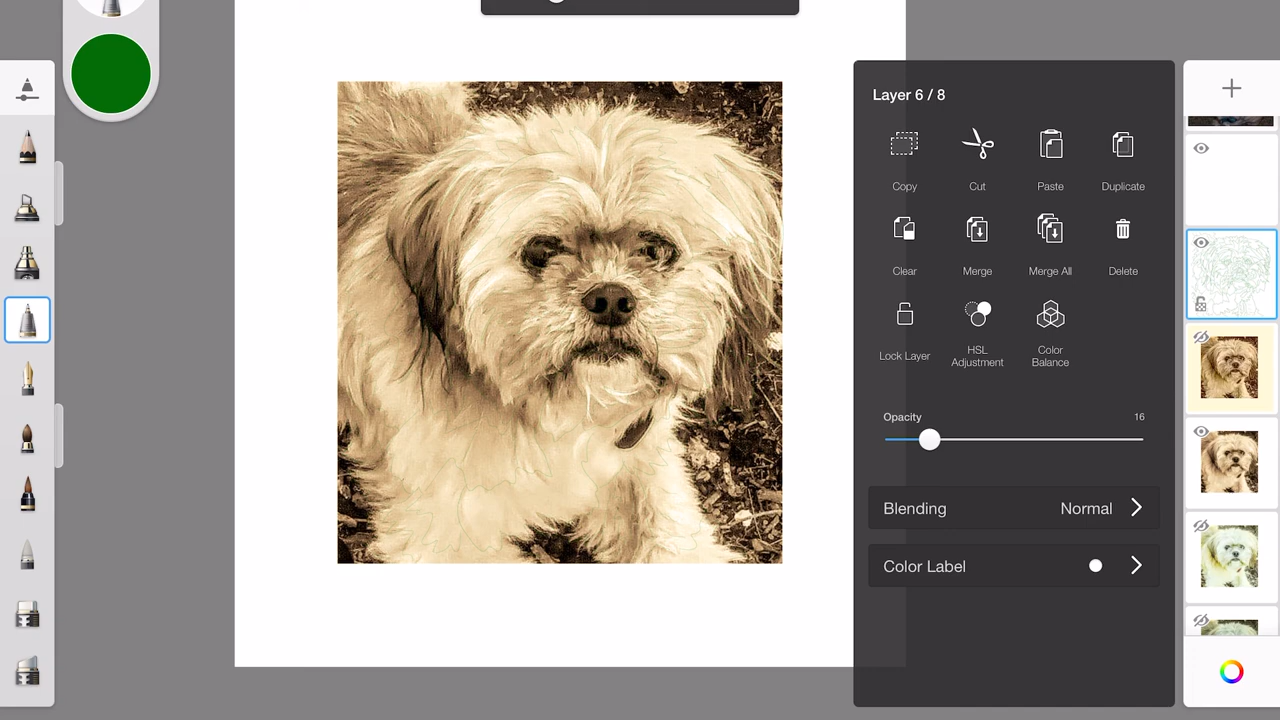 Layer 6 / 8
Copy Cut Paste Duplicate
Clear Merge Merge All Delete
Lock Layer HSL Adjustment Color Balance
Opacity 16
Blending Normal
Color Label